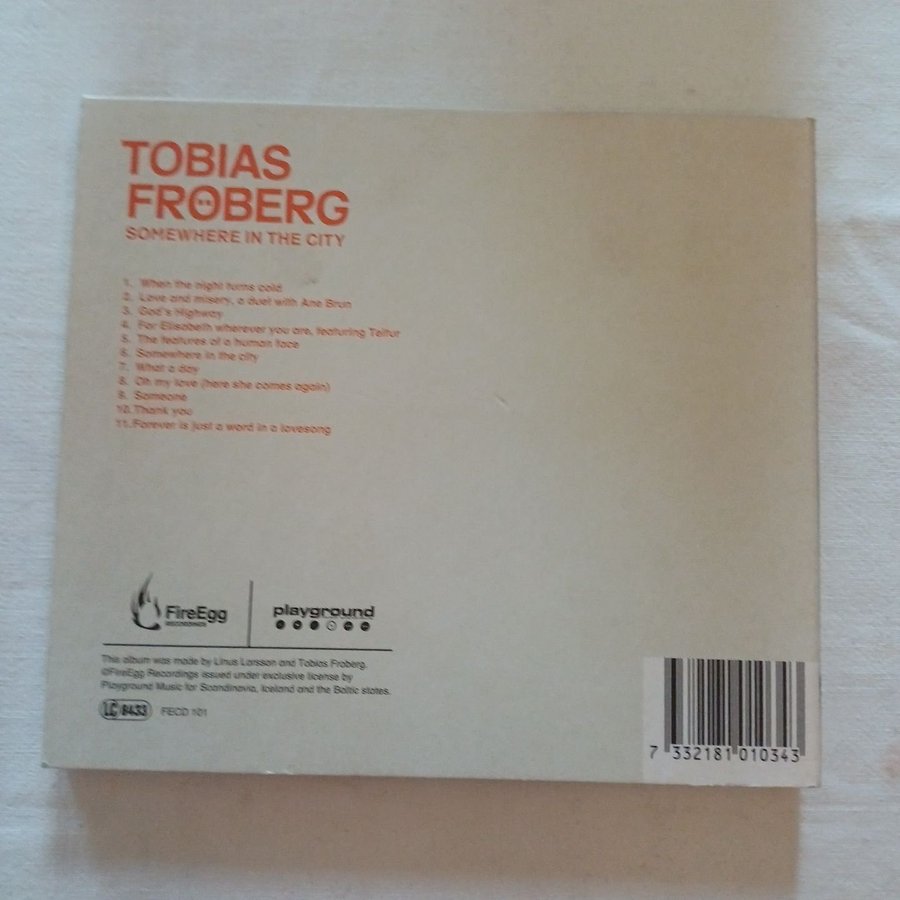 TOBIAS
FRÖBERG
SOMEWHERE IN THE CITY
1. When the night turns cold
2. Love and misery, a duet with Ane Brun
3. God's Highway
4. For Elisabeth wherever you are, featuring Teitur
5. The features of a human face
6. Somewhere in the city
7. What a day
8. Oh my love (here she comes again)
9. Someone
10. Thank you
11. Forever is just a word in a lovesong
FireEgg
RECORDINGS
playground
This album was made by Linus Larsson and Tobias Froberg.
©FireEgg Recordings issued under exclusive license by
Playground Music for Scandinavia, Iceland and the Baltic states.
LC 8433 FECD 101
7 332181 010343